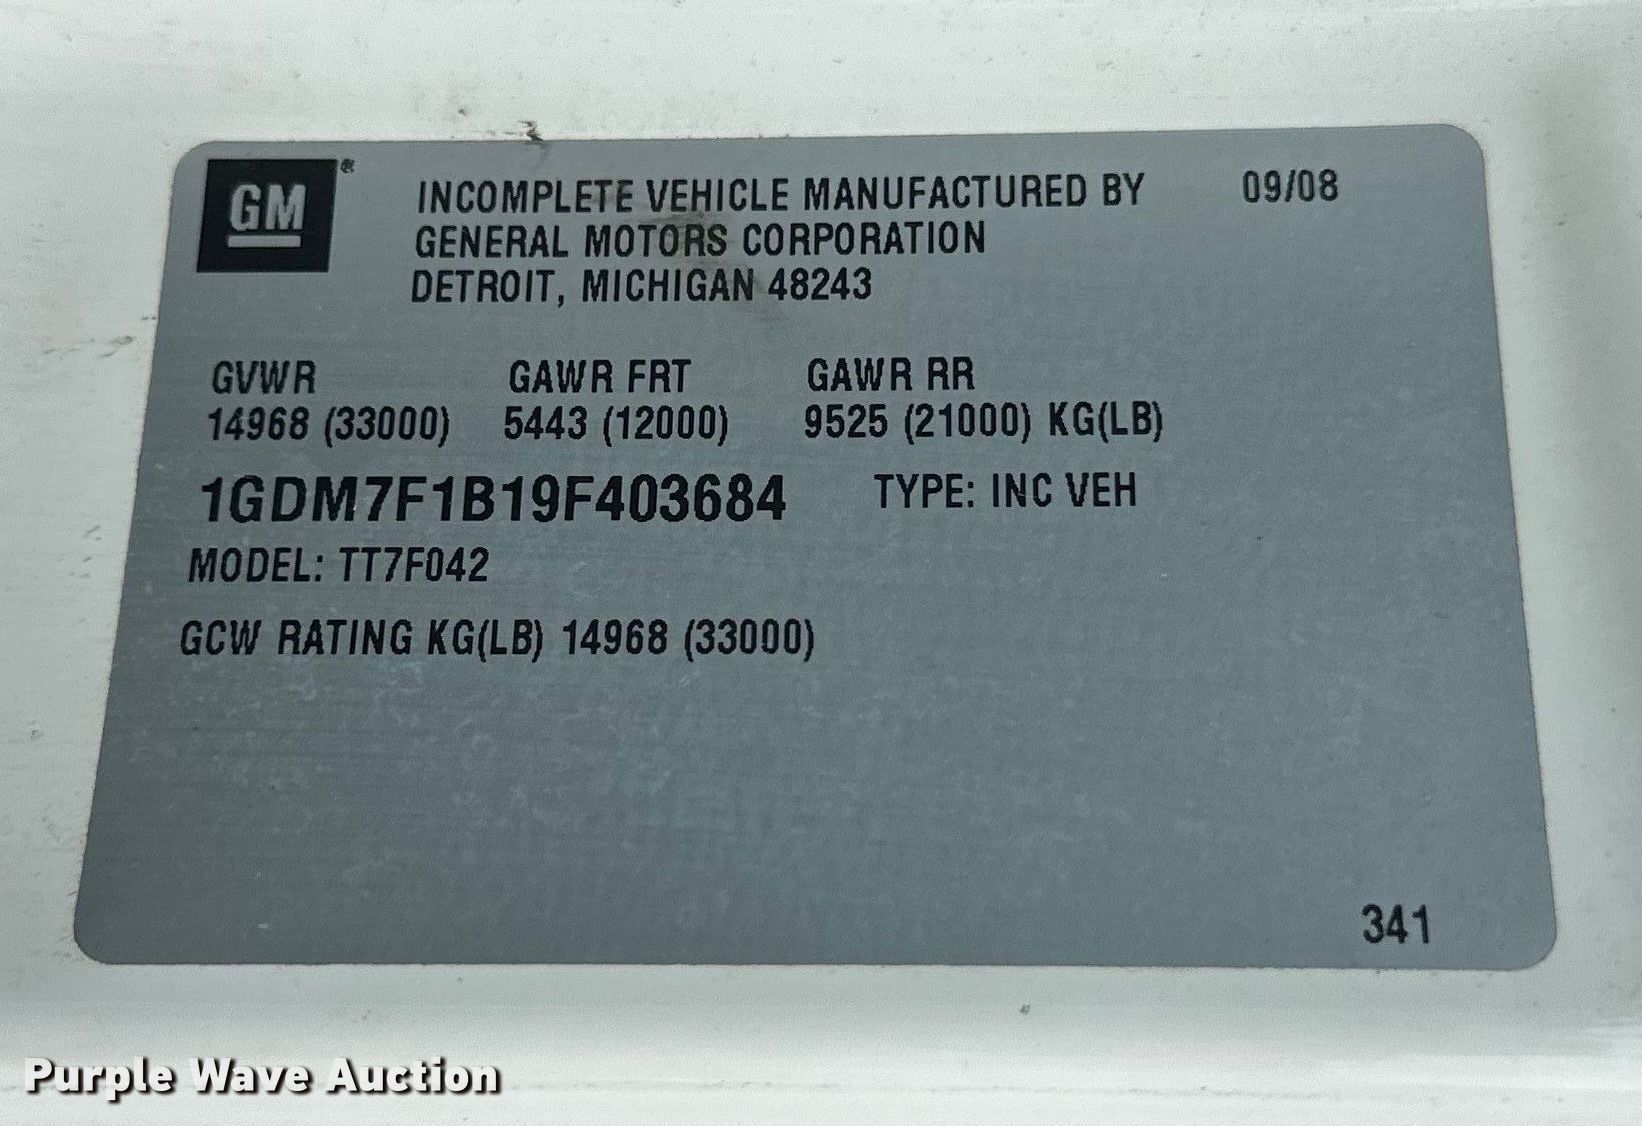 GM®
INCOMPLETE VEHICLE MANUFACTURED BY 09/08
GENERAL MOTORS CORPORATION
DETROIT, MICHIGAN 48243
GVWR GAWR FRT GAWR RR
14968 (33000) 5443 (12000) 9525 (21000) KG(LB)
1GDM7F1B19F403684 TYPE: INC VEH
MODEL: TT7F042
GCW RATING KG(LB) 14968 (33000)
341
Purple Wave Auction